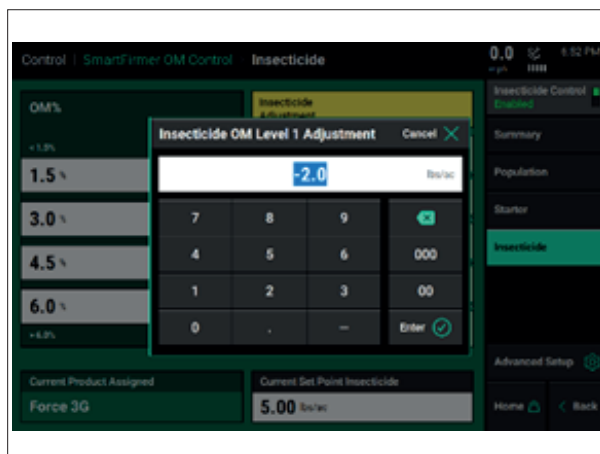 Control | SmartFirmer OM Control Insecticide
0.0 6:52 PM
mph
OM%
Insecticide
Adjustment
Insecticide Control
Enabled
Insecticide OM Level 1 Adjustment Cancel
< 1.5%
Summary
1.5 %
-2.0 lbs/ac
Population
3.0 %
7 8 9
Starter
4.5 %
4 5 6 000
Insecticide
6.0 %
1 2 3 00
> 6.0%
0 . – Enter
Advanced Setup
Current Product Assigned
Force 3G
Current Set Point Insecticide
5.00 lbs/ac
Home < Back